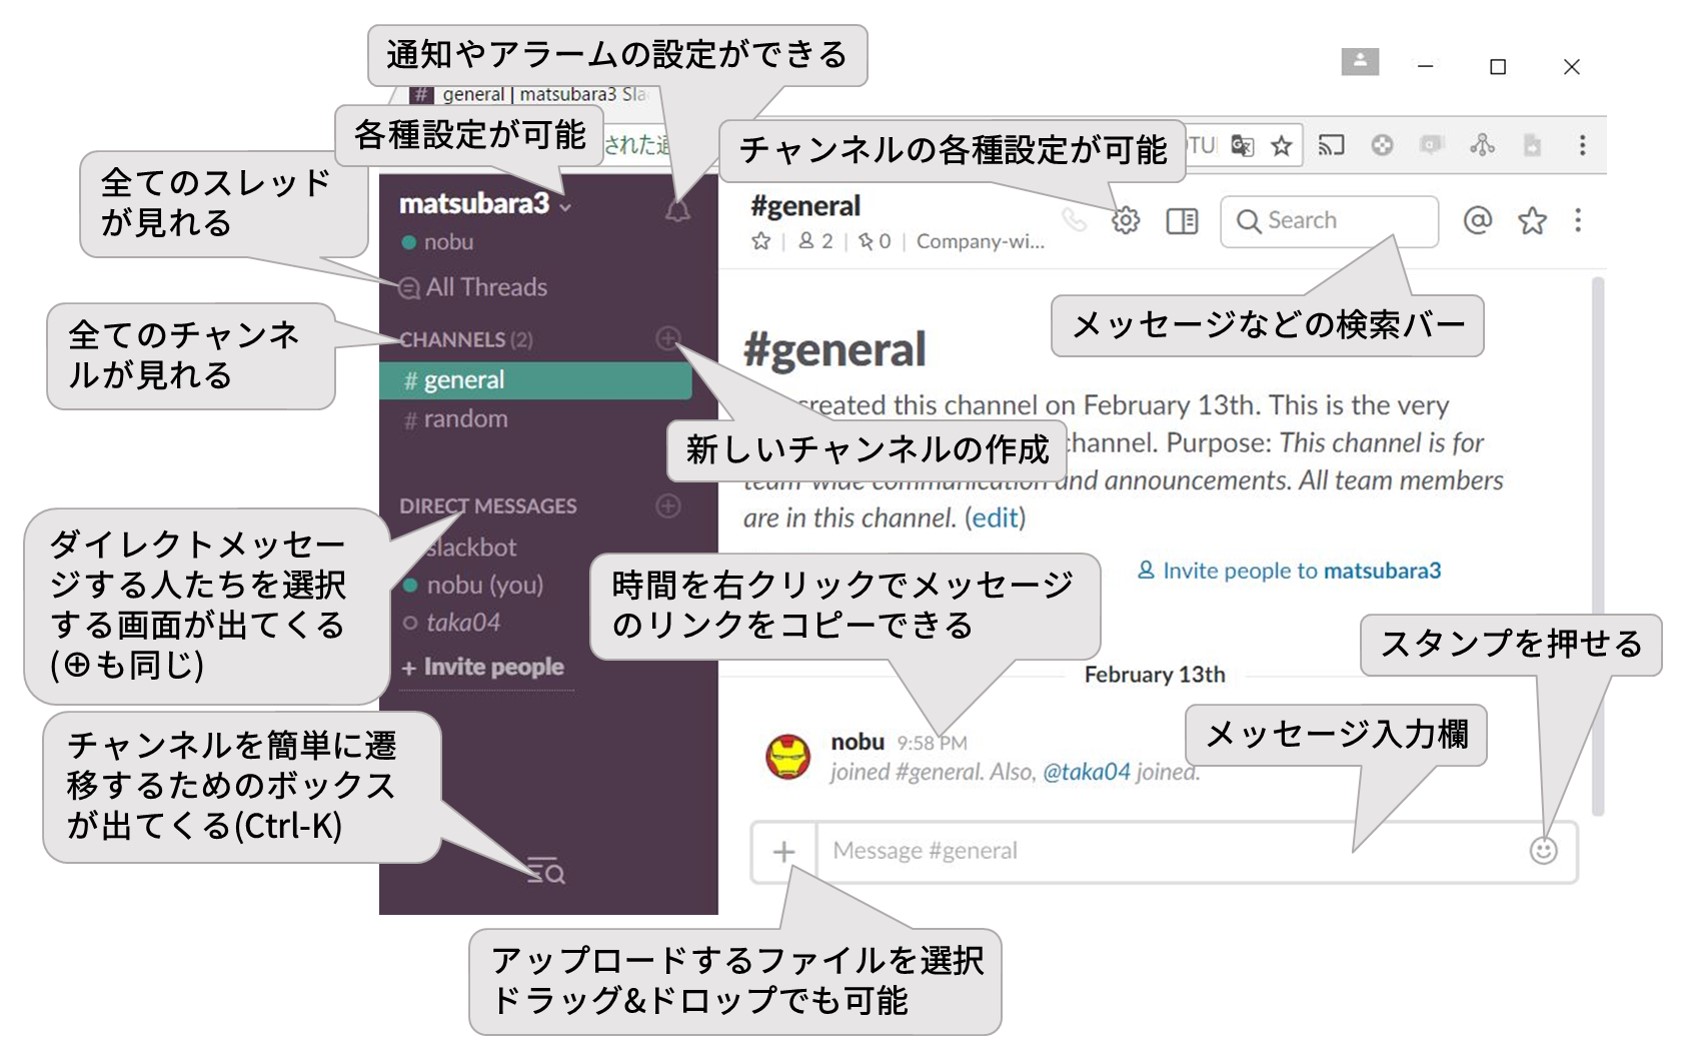 通知やアラームの設定ができる
# general | matsubara3 Sla
各種設定が可能
された通
チャンネルの各種設定が可能
OTU
全てのスレッド
が見れる
matsubara3
nobu
All Threads
#general
2 | 0 | Company-wi...
Search
メッセージなどの検索バー
全てのチャンネ
ルが見れる
CHANNELS (2)
# general
# random
新しいチャンネルの作成
#general
created this channel on February 13th. This is the very
channel. Purpose: This channel is for
team-wide communication and announcements. All team members
are in this channel. (edit)
Invite people to matsubara3
ダイレクトメッセー
ジする人たちを選択
する画面が出てくる
(⊕も同じ)
DIRECT MESSAGES
slackbot
nobu (you)
taka04
+ Invite people
時間を右クリックでメッセージ
のリンクをコピーできる
スタンプを押せる
February 13th
メッセージ入力欄
nobu 9:58 PM
joined #general. Also, @taka04 joined.
チャンネルを簡単に遷
移するためのボックス
が出てくる(Ctrl-K)
+ Message #general
アップロードするファイルを選択
ドラッグ&ドロップでも可能